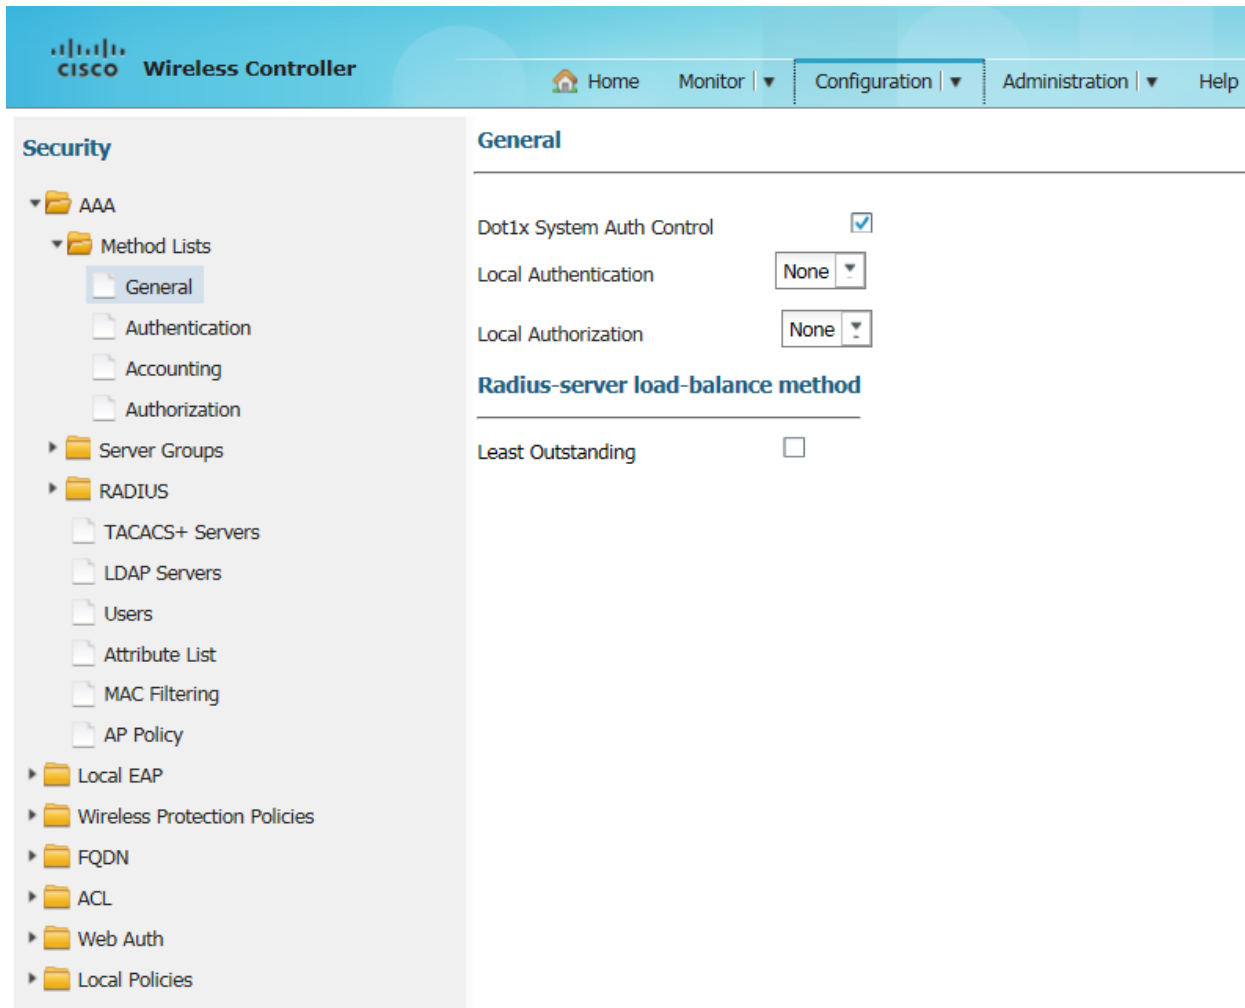 CISCO Wireless Controller
Home Monitor Configuration Administration Help
Security
AAA
Method Lists
General
Authentication
Accounting
Authorization
Server Groups
RADIUS
TACACS+ Servers
LDAP Servers
Users
Attribute List
MAC Filtering
AP Policy
Local EAP
Wireless Protection Policies
FQDN
ACL
Web Auth
Local Policies
General
Dot1x System Auth Control
Local Authentication None
Local Authorization None
Radius-server load-balance method
Least Outstanding